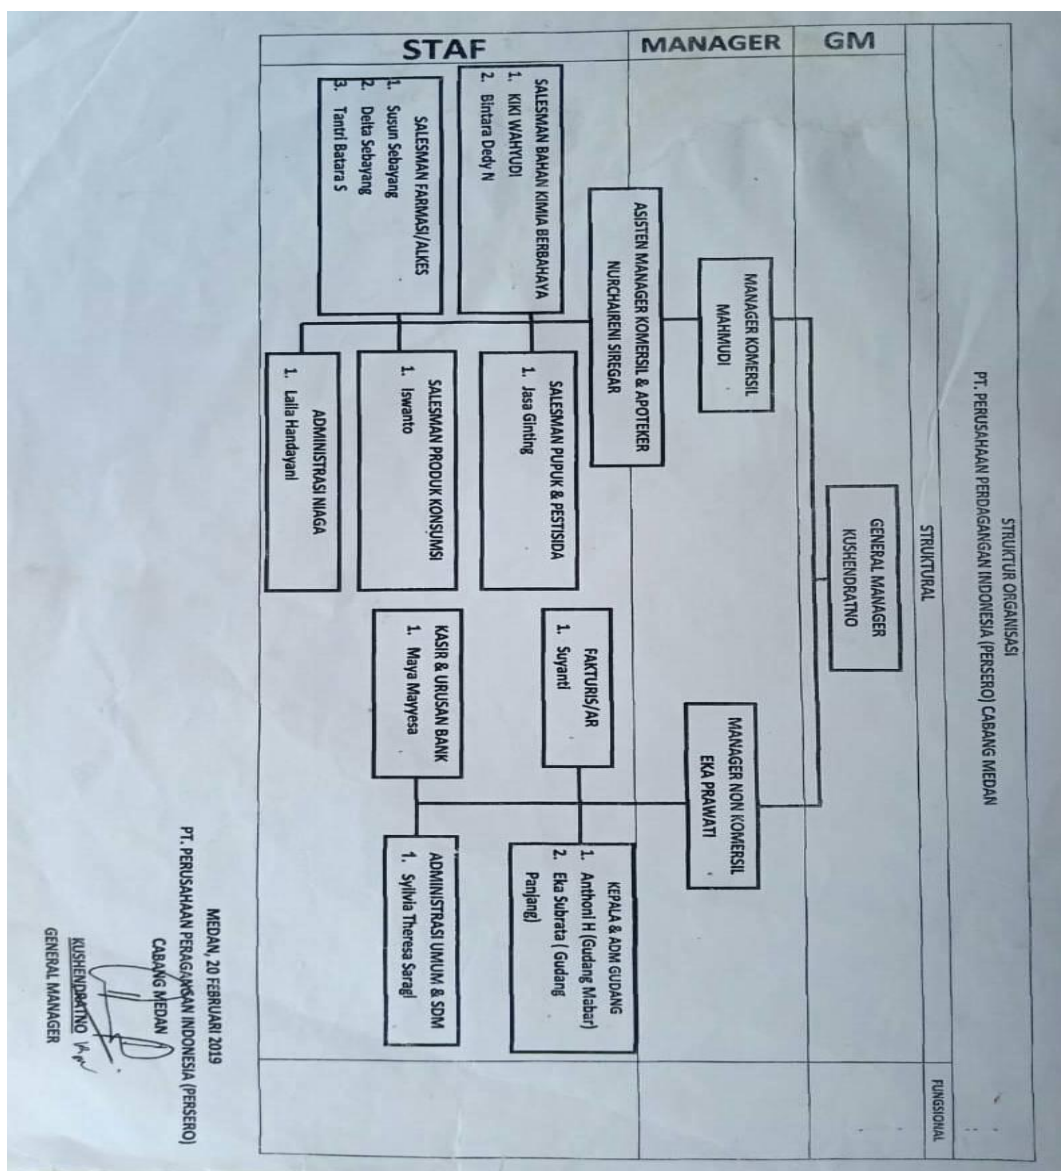 STRUKTUR ORGANISASI
PT. PERUSAHAAN PERDAGANGAN INDONESIA (PERSERO) CABANG MEDAN
STRUKTURAL
FUNGSIONAL
GM
GENERAL MANAGER
KUSHENDRATNO
MANAGER
MANAGER KOMERSIL
MAHMUDI
MANAGER NON KOMERSIL
EKA PRAWATI
ASISTEN MANAGER KOMERSIL & APOTEKER
NURCHAIRENI SIREGAR
STAF
SALESMAN BAHAN KIMIA BERBAHAYA
1. KIKI WAHYUDI
2. Bintara Dedy N
SALESMAN PUPUK & PESTISIDA
1. Jasa Ginting
FAKTURIS/AR
1. Suyanti
KEPALA & ADM GUDANG
1. Anthoni H (Gudang Mabar)
2. Eka Subrata ( Gudang
Panjang)
SALESMAN FARMASI/ALKES
1. Susun Sebayang
2. Delta Sebayang
3. Tantri Batara S
SALESMAN PRODUK KONSUMSI
1. Iswanto
KASIR & URUSAN BANK
1. Maya Mayyesa
ADMINISTRASI UMUM & SDM
1. Sylvia Theresa Saragi
ADMINISTRASI NIAGA
1. Laila Handayani
MEDAN, 20 FEBRUARI 2019
PT. PERUSAHAAN PERAGANGSAN INDONESIA (PERSERO)
CABANG MEDAN
KUSHENDRATNO
GENERAL MANAGER